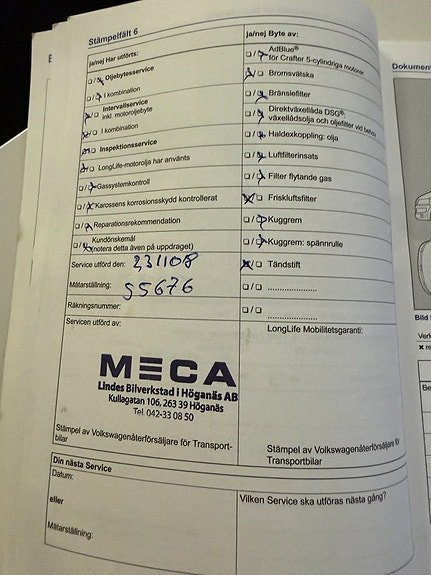 Stämpelfält 6
ja/nej Har utförts:
☐/☐ Oljebytesservice
☐/☐ I kombination
Intervallservice
☐/☐ inkl. motoroljebyte
☐/☐ I kombination
☐/☐ Inspektionsservice
☐/☐ LongLife-motorolja har använts
☐/☐ Gassystemkontroll
☐/☐ Karossens korrosionsskydd kontrollerat
☐/☐ Reparationsrekommendation
☐/☐ Kundönskemål
(notera detta även på uppdraget)
Service utförd den: 231108
Mätarställning: 55676
Räkningsnummer:
Servicen utförd av:
MECA
Lindes Bilverkstad i Höganäs AB
Kullagatan 106, 263 39 Höganäs
Tel. 042-33 08 50
Stämpel av Volkswagenåterförsäljare för Transport-
bilar
ja/nej Byte av:
☐/☐ AdBlue®
för Crafter 5-cylindriga motorer
☐/☐ Bromsvätska
☐/☐ Bränslefilter
☐/☐ Direktväxellåda DSG®:
växellådsolja och oljefilter vid behov
☐/☐ Haldexkoppling: olja
☐/☐ Luftfilterinsats
☐/☐ Filter flytande gas
☐/☐ Friskluftsfilter
☐/☐ Kuggrem
☐/☐ Kuggrem: spännrulle
☐/☐ Tändstift
☐/☐ ....................
☐/☐ ....................
LongLife Mobilitetsgaranti:
Stämpel av Volkswagenåterförsäljare för
Transportbilar
Din nästa Service
Datum:
eller
Mätarställning:
Vilken Service ska utföras nästa gång?
Dokument
Bild